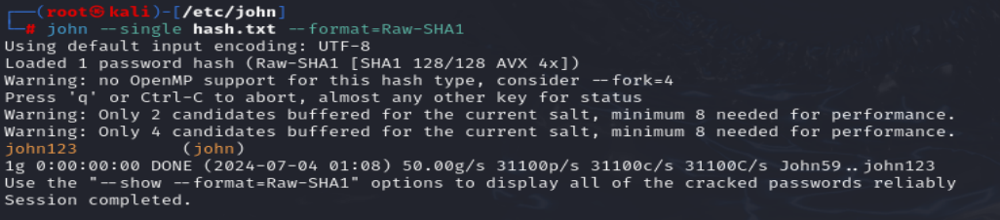 ┌──(root㉿kali)-[/etc/john]
└─# john --single hash.txt --format=Raw-SHA1
Using default input encoding: UTF-8
Loaded 1 password hash (Raw-SHA1 [SHA1 128/128 AVX 4x])
Warning: no OpenMP support for this hash type, consider --fork=4
Press 'q' or Ctrl-C to abort, almost any other key for status
Warning: Only 2 candidates buffered for the current salt, minimum 8 needed for performance.
Warning: Only 4 candidates buffered for the current salt, minimum 8 needed for performance.
john123          (john)
1g 0:00:00:00 DONE (2024-07-04 01:08) 50.00g/s 31100p/s 31100c/s 31100C/s John59..john123
Use the "--show --format=Raw-SHA1" options to display all of the cracked passwords reliably
Session completed.